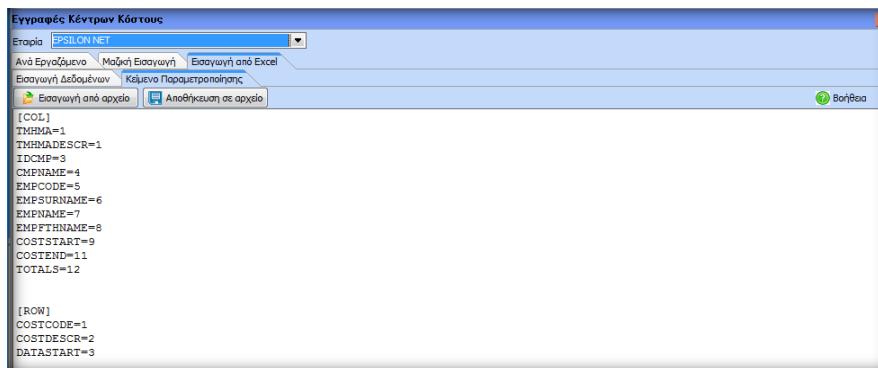 Εγγραφές Κέντρων Κόστους
Εταιρία EPSILON NET
Ανά Εργαζόμενο Μαζική Εισαγωγή Εισαγωγή από Excel
Εισαγωγή Δεδομένων Κείμενο Παραμετροποίησης
Εισαγωγή από αρχείο Αποθήκευση σε αρχείο Βοήθεια
[COL]
TMHMA=1
TMHMADESCR=1
IDCMP=3
CMPNAME=4
EMPCODE=5
EMPSURNAME=6
EMPNAME=7
EMPFTHNAME=8
COSTSTART=9
COSTEND=11
TOTALS=12
[ROW]
COSTCODE=1
COSTDESCR=2
DATASTART=3